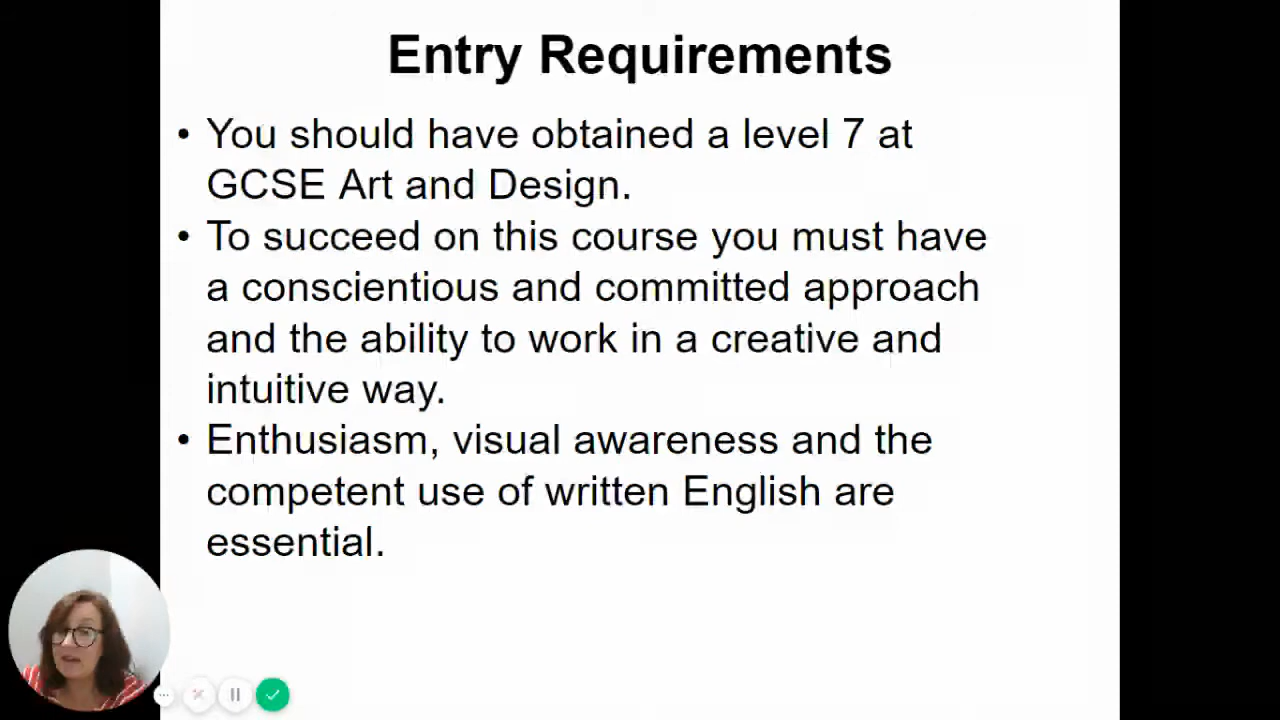 Entry Requirements
• You should have obtained a level 7 at
GCSE Art and Design.
• To succeed on this course you must have
a conscientious and committed approach
and the ability to work in a creative and
intuitive way.
• Enthusiasm, visual awareness and the
competent use of written English are
essential.